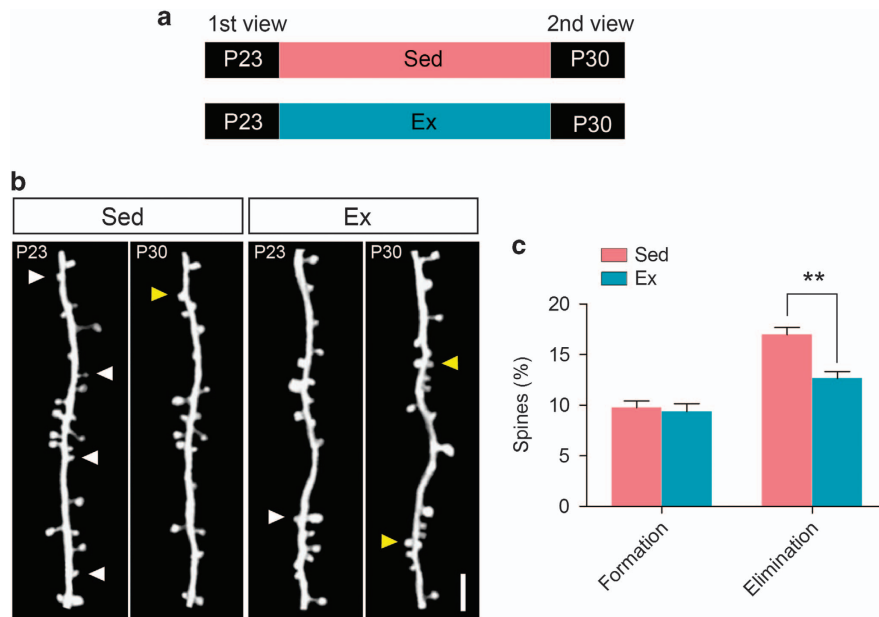 a
1st view 2nd view
P23 Sed P30
P23 Ex P30
b
Sed Ex
P23 P30 P23 P30
c
Sed
Ex
**
20
15
10
5
0
Spines (%)
Formation Elimination